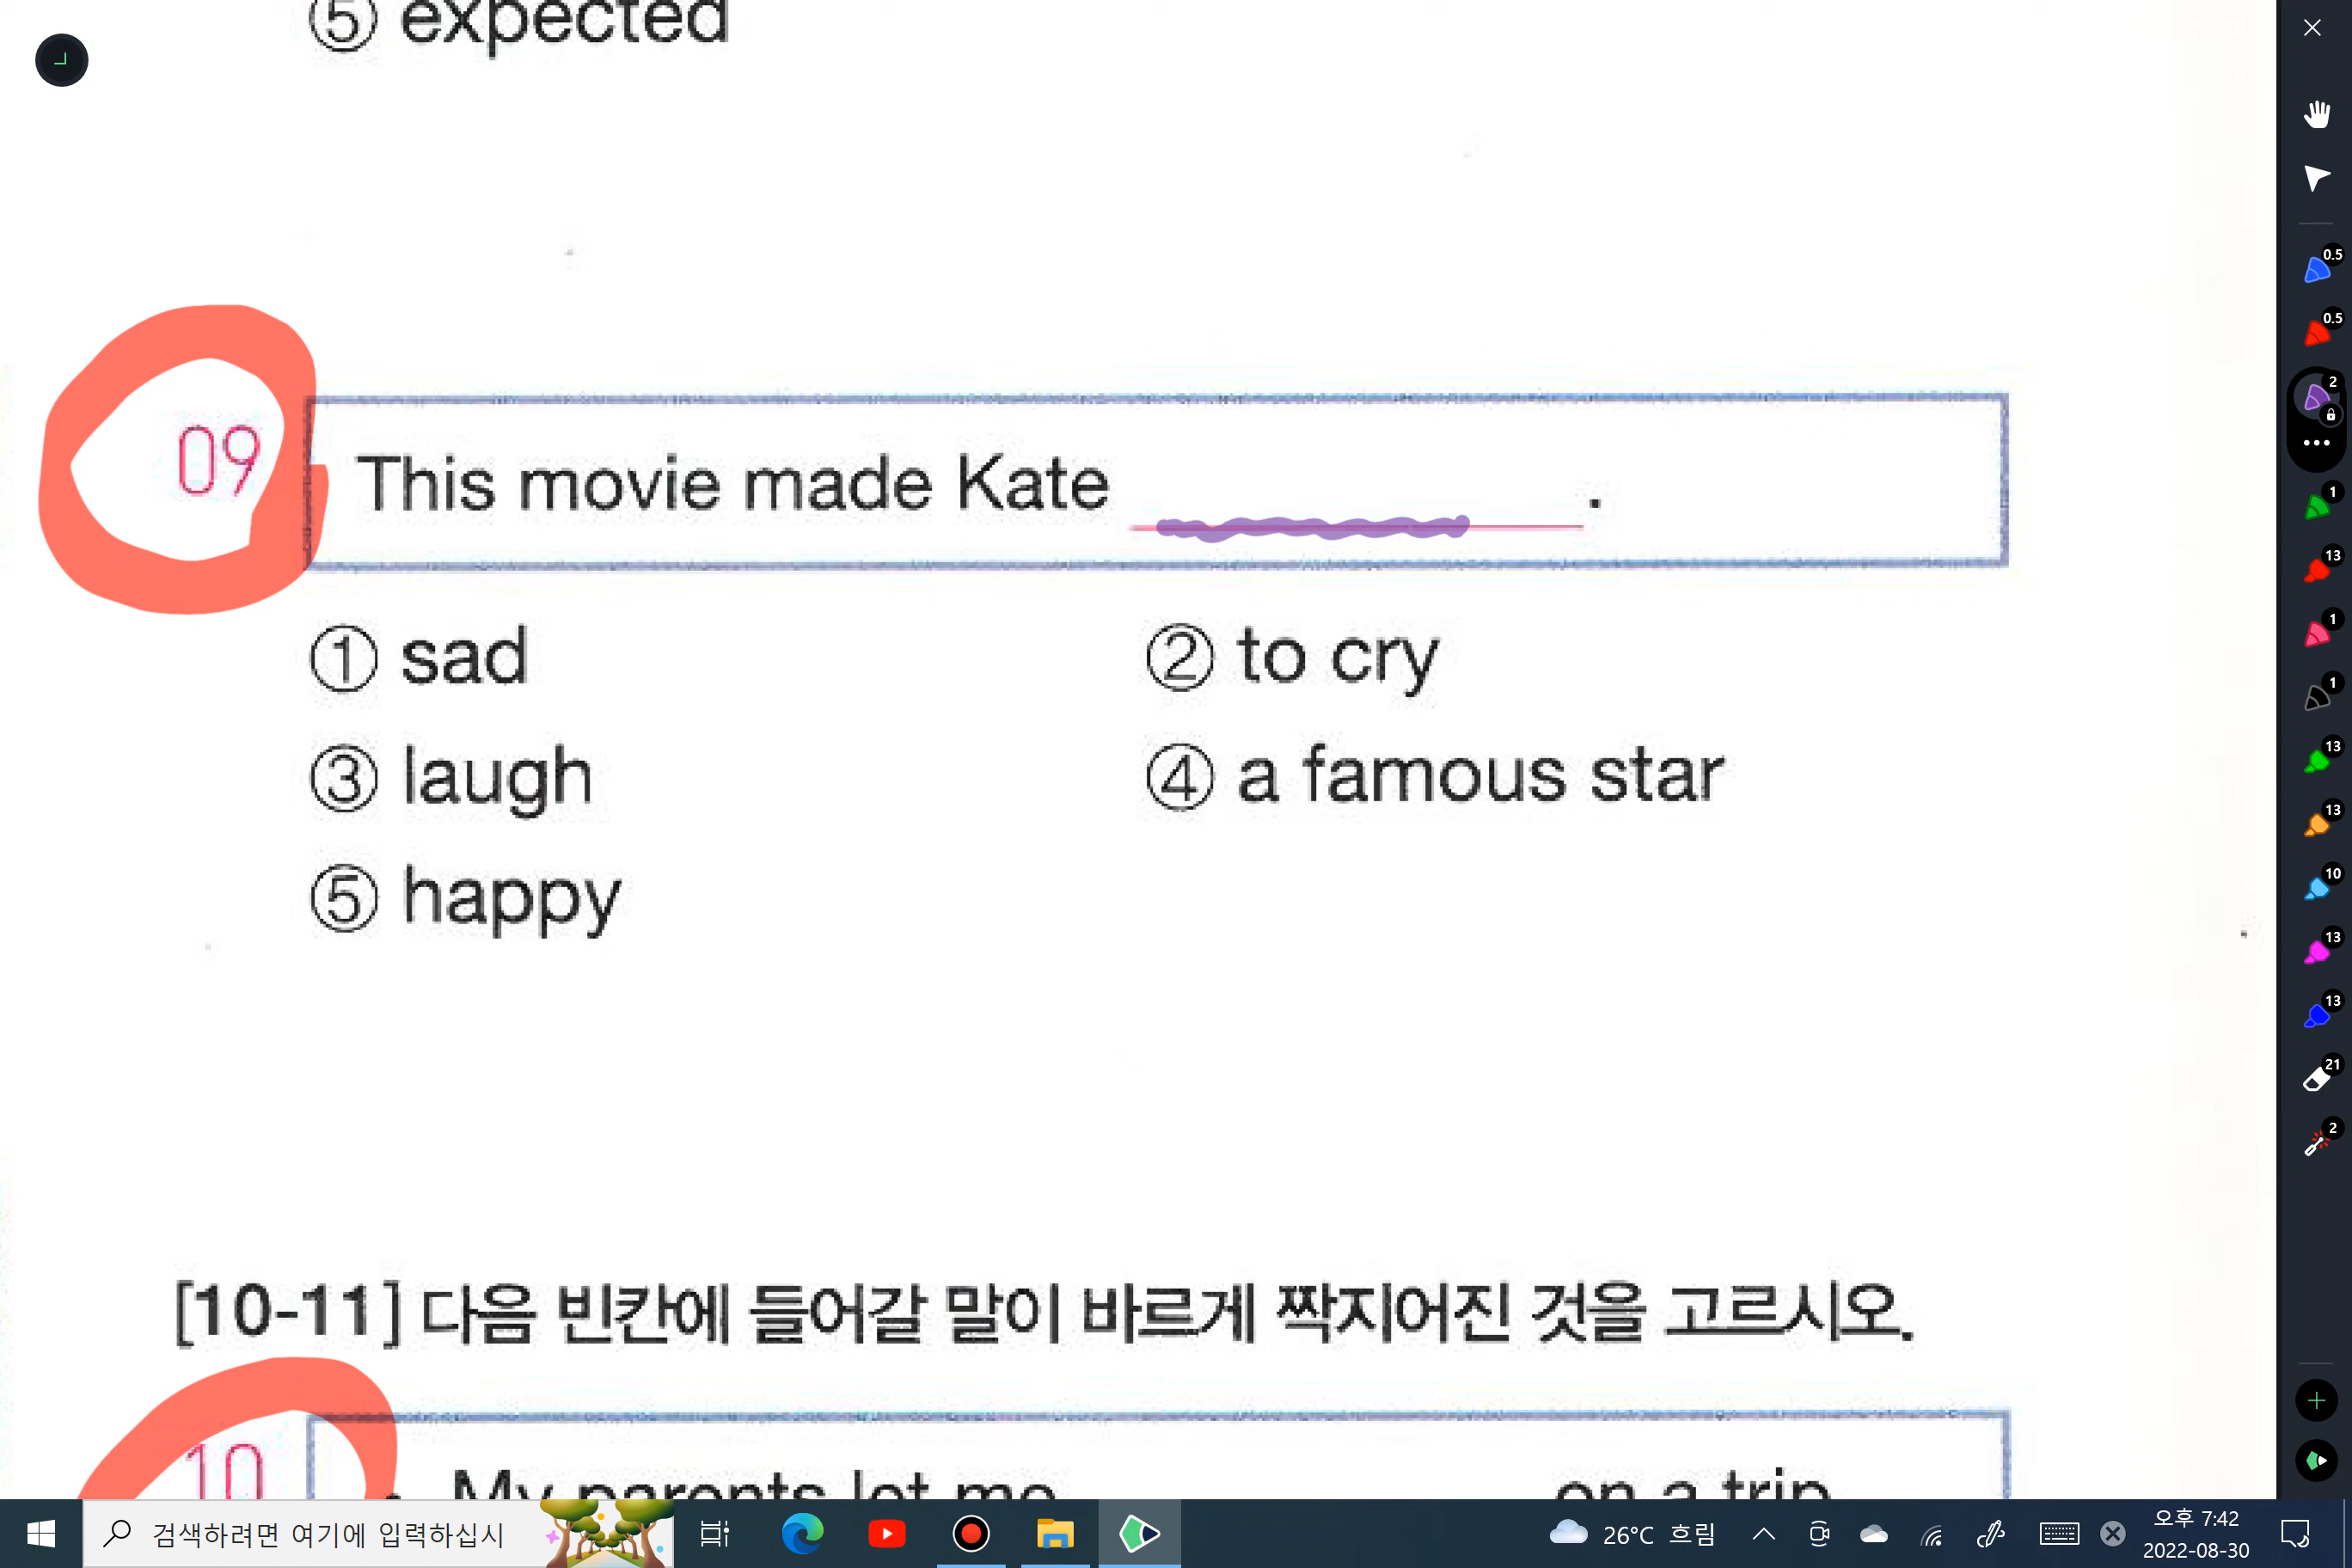 ⑤ expected
09
This movie made Kate .
① sad ② to cry
③ laugh ④ a famous star
⑤ happy
[10-11] 다음 빈칸에 들어갈 말이 바르게 짝지어진 것을 고르시오.
10
• My parents let me on a trip
검색하려면 여기에 입력하십시
26°C 흐림
오후 7:42
2022-08-30
0.5
0.5
2
1
13
1
1
13
13
10
13
13
21
2